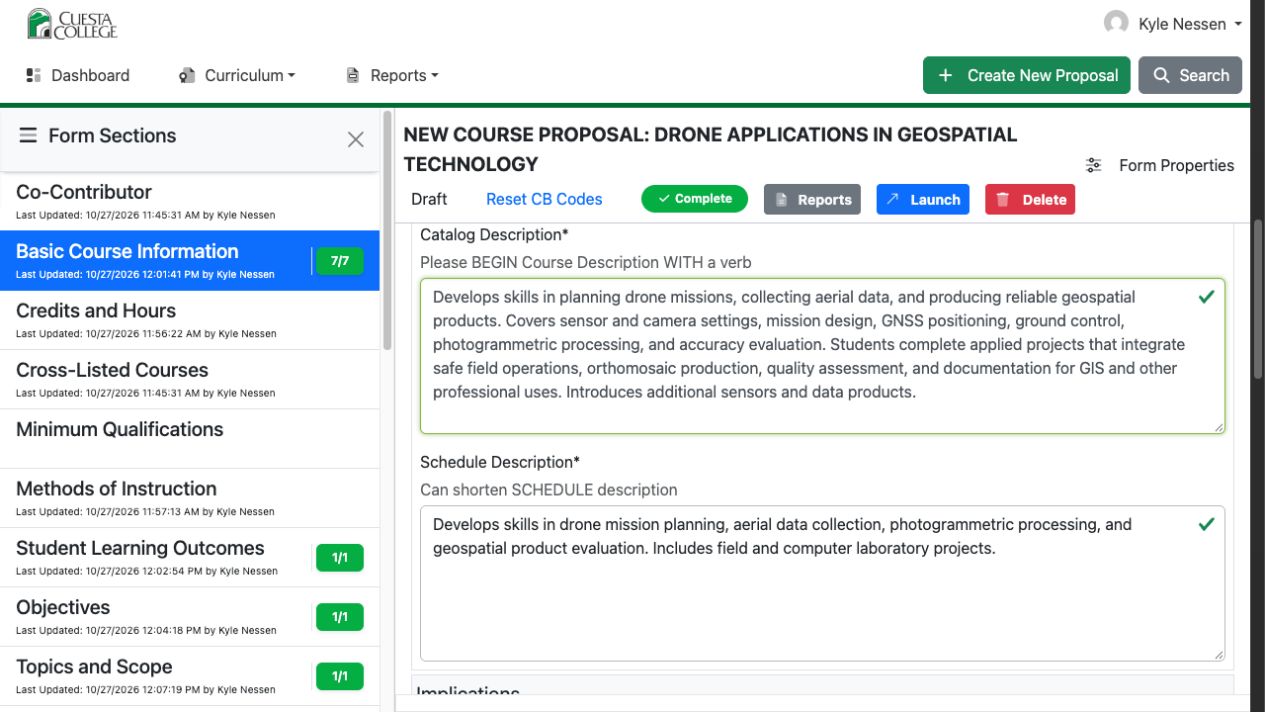 CUESTA
COLLEGE
Kyle Nessen
Dashboard
Curriculum
Reports
Create New Proposal
Search
Form Sections
Co-Contributor
Last Updated: 10/27/2026 11:45:31 AM by Kyle Nessen
Basic Course Information
7/7
Last Updated: 10/27/2026 12:01:41 PM by Kyle Nessen
Credits and Hours
Last Updated: 10/27/2026 11:56:22 AM by Kyle Nessen
Cross-Listed Courses
Last Updated: 10/27/2026 11:45:31 AM by Kyle Nessen
Minimum Qualifications
Methods of Instruction
Last Updated: 10/27/2026 11:57:13 AM by Kyle Nessen
Student Learning Outcomes
1/1
Last Updated: 10/27/2026 12:02:54 PM by Kyle Nessen
Objectives
1/1
Last Updated: 10/27/2026 12:04:18 PM by Kyle Nessen
Topics and Scope
1/1
Last Updated: 10/27/2026 12:07:19 PM by Kyle Nessen
NEW COURSE PROPOSAL: DRONE APPLICATIONS IN GEOSPATIAL
TECHNOLOGY
Form Properties
Draft
Reset CB Codes
Complete
Reports
Launch
Delete
Catalog Description*
Please BEGIN Course Description WITH a verb
Develops skills in planning drone missions, collecting aerial data, and producing reliable geospatial
products. Covers sensor and camera settings, mission design, GNSS positioning, ground control,
photogrammetric processing, and accuracy evaluation. Students complete applied projects that integrate
safe field operations, orthomosaic production, quality assessment, and documentation for GIS and other
professional uses. Introduces additional sensors and data products.
Schedule Description*
Can shorten SCHEDULE description
Develops skills in drone mission planning, aerial data collection, photogrammetric processing, and
geospatial product evaluation. Includes field and computer laboratory projects.
Implications